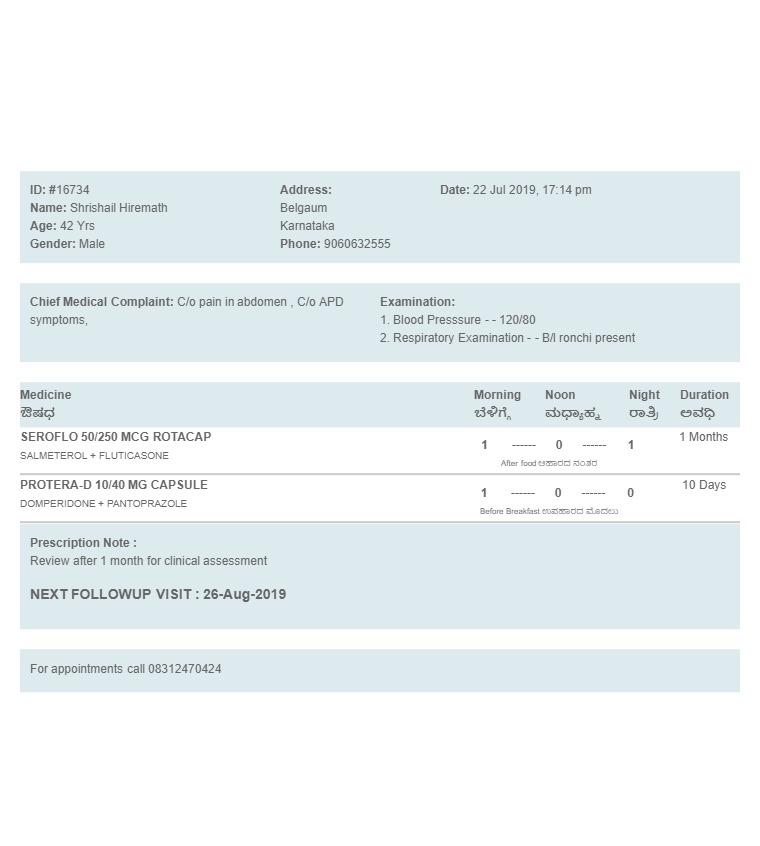 ID: #16734
Name: Shrishail Hiremath
Age: 42 Yrs
Gender: Male
Address:
Belgaum
Karnataka
Phone: 9060632555
Date: 22 Jul 2019, 17:14 pm
Chief Medical Complaint: C/o pain in abdomen , C/o APD
symptoms,
Examination:
1. Blood Presssure - - 120/80
2. Respiratory Examination - - B/l ronchi present
Medicine Morning Noon Night Duration
ಔಷಧ ಬೆಳಿಗ್ಗೆ ಮಧ್ಯಾಹ್ನ ರಾತ್ರಿ ಅವಧಿ
SEROFLO 50/250 MCG ROTACAP 1 ------ 0 ------ 1 1 Months
SALMETEROL + FLUTICASONE
After food ಆಹಾರದ ನಂತರ
PROTERA-D 10/40 MG CAPSULE 1 ------ 0 ------ 0 10 Days
DOMPERIDONE + PANTOPRAZOLE
Before Breakfast ಉಪಹಾರದ ಮೊದಲು
Prescription Note :
Review after 1 month for clinical assessment
NEXT FOLLOWUP VISIT : 26-Aug-2019
For appointments call 08312470424